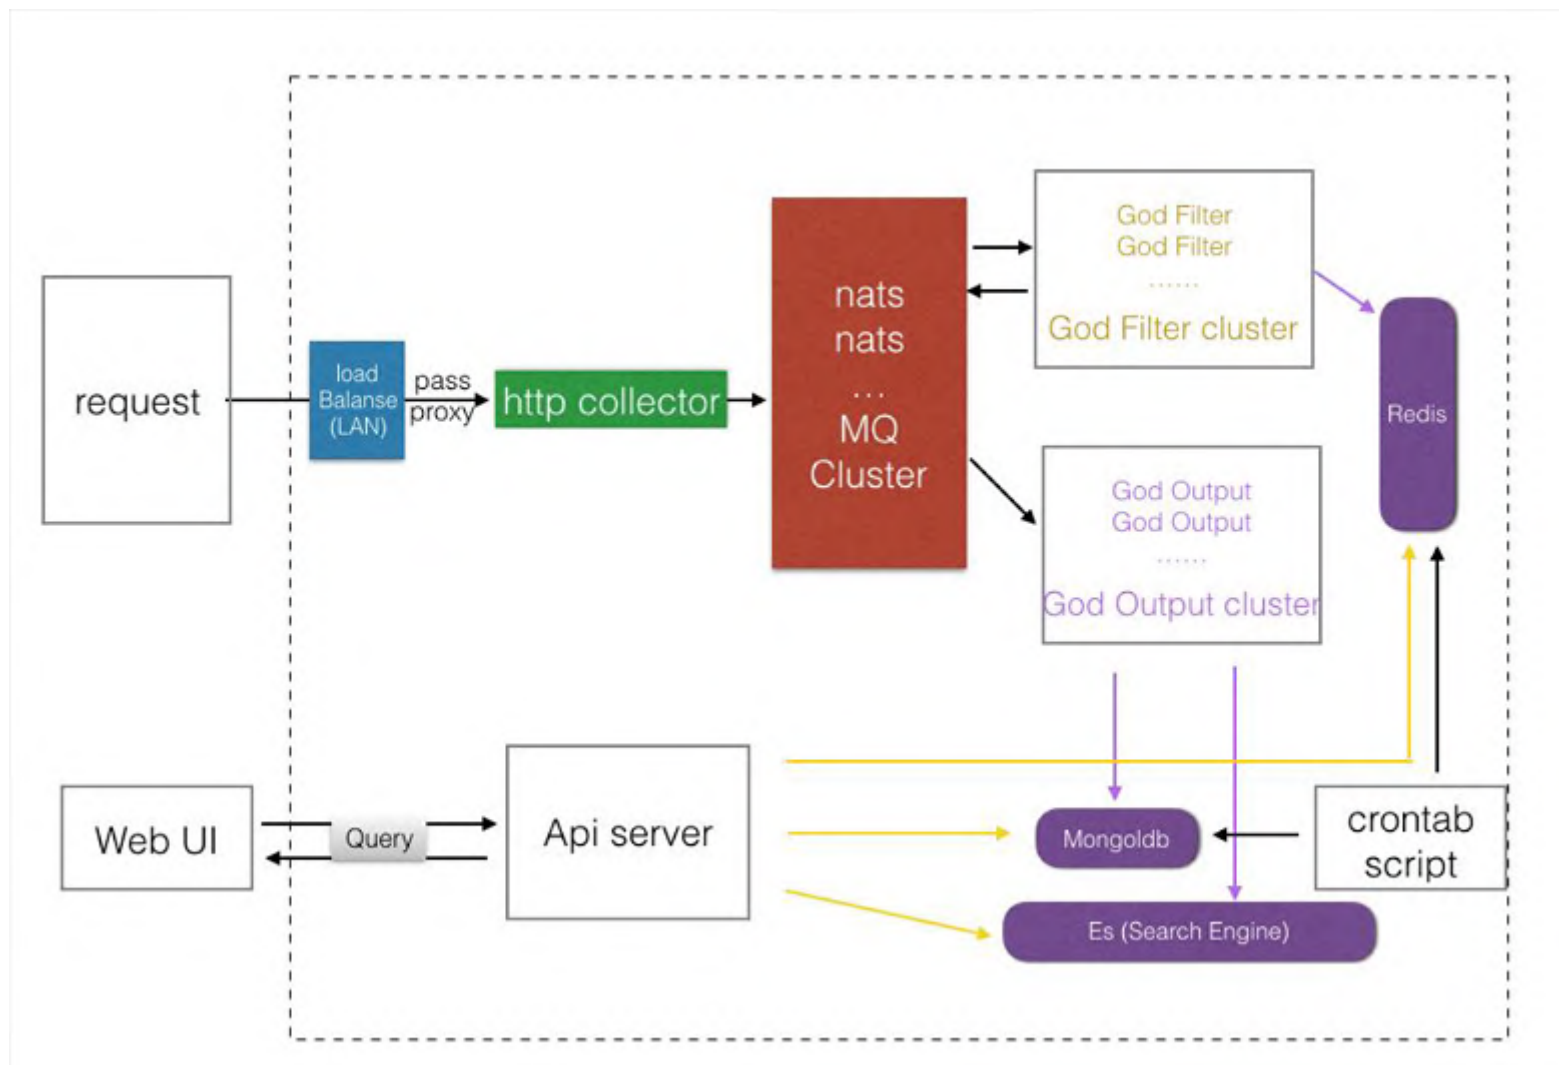 request
load
Balanse
(LAN)
pass
proxy
http collector
nats
nats
...
MQ
Cluster
God Filter
God Filter
......
God Filter cluster
Redis
God Output
God Output
......
God Output cluster
Web UI
Query
Api server
Mongoldb
crontab
script
Es (Search Engine)